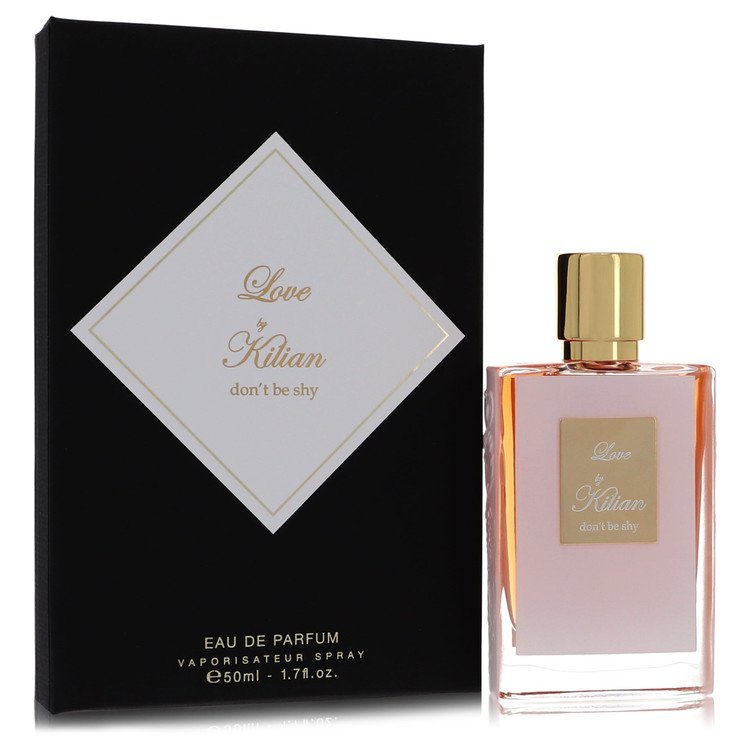 Love
by
Kilian
don't be shy
EAU DE PARFUM
VAPORISATEUR SPRAY
℮50ml - 1.7fl.oz.
Love
by
Kilian
don't be shy